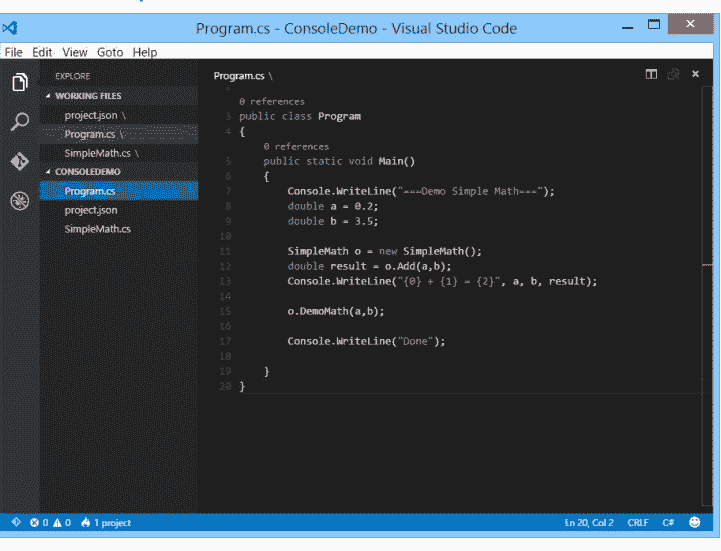 Program.cs - ConsoleDemo - Visual Studio Code
File Edit View Goto Help
EXPLORE
WORKING FILES
project.json \
Program.cs \
SimpleMath.cs \
CONSOLEDEMO
Program.cs
project.json
SimpleMath.cs
Program.cs \
0 references
3 public class Program
4 {
0 references
5 public static void Main()
6 {
7 Console.WriteLine("===Demo Simple Math===");
8 double a = 0.2;
9 double b = 3.5;
10
11 SimpleMath o = new SimpleMath();
12 double result = o.Add(a,b);
13 Console.WriteLine("{0} + {1} = {2}", a, b, result);
14
15 o.DemoMath(a,b);
16
17 Console.WriteLine("Done");
18
19 }
20 }
0 0 1 project
Ln 20, Col 2 CRLF C#